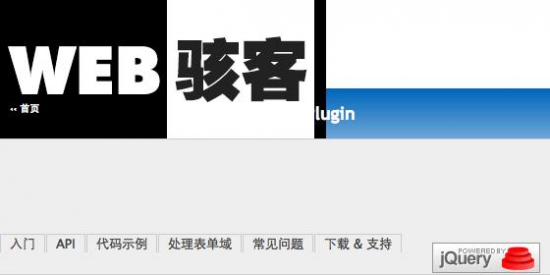 WEB 骇客
<< 首页
lugin
入门 API 代码示例 处理表单域 常见问题 下载 & 支持
POWERED BY
jQuery